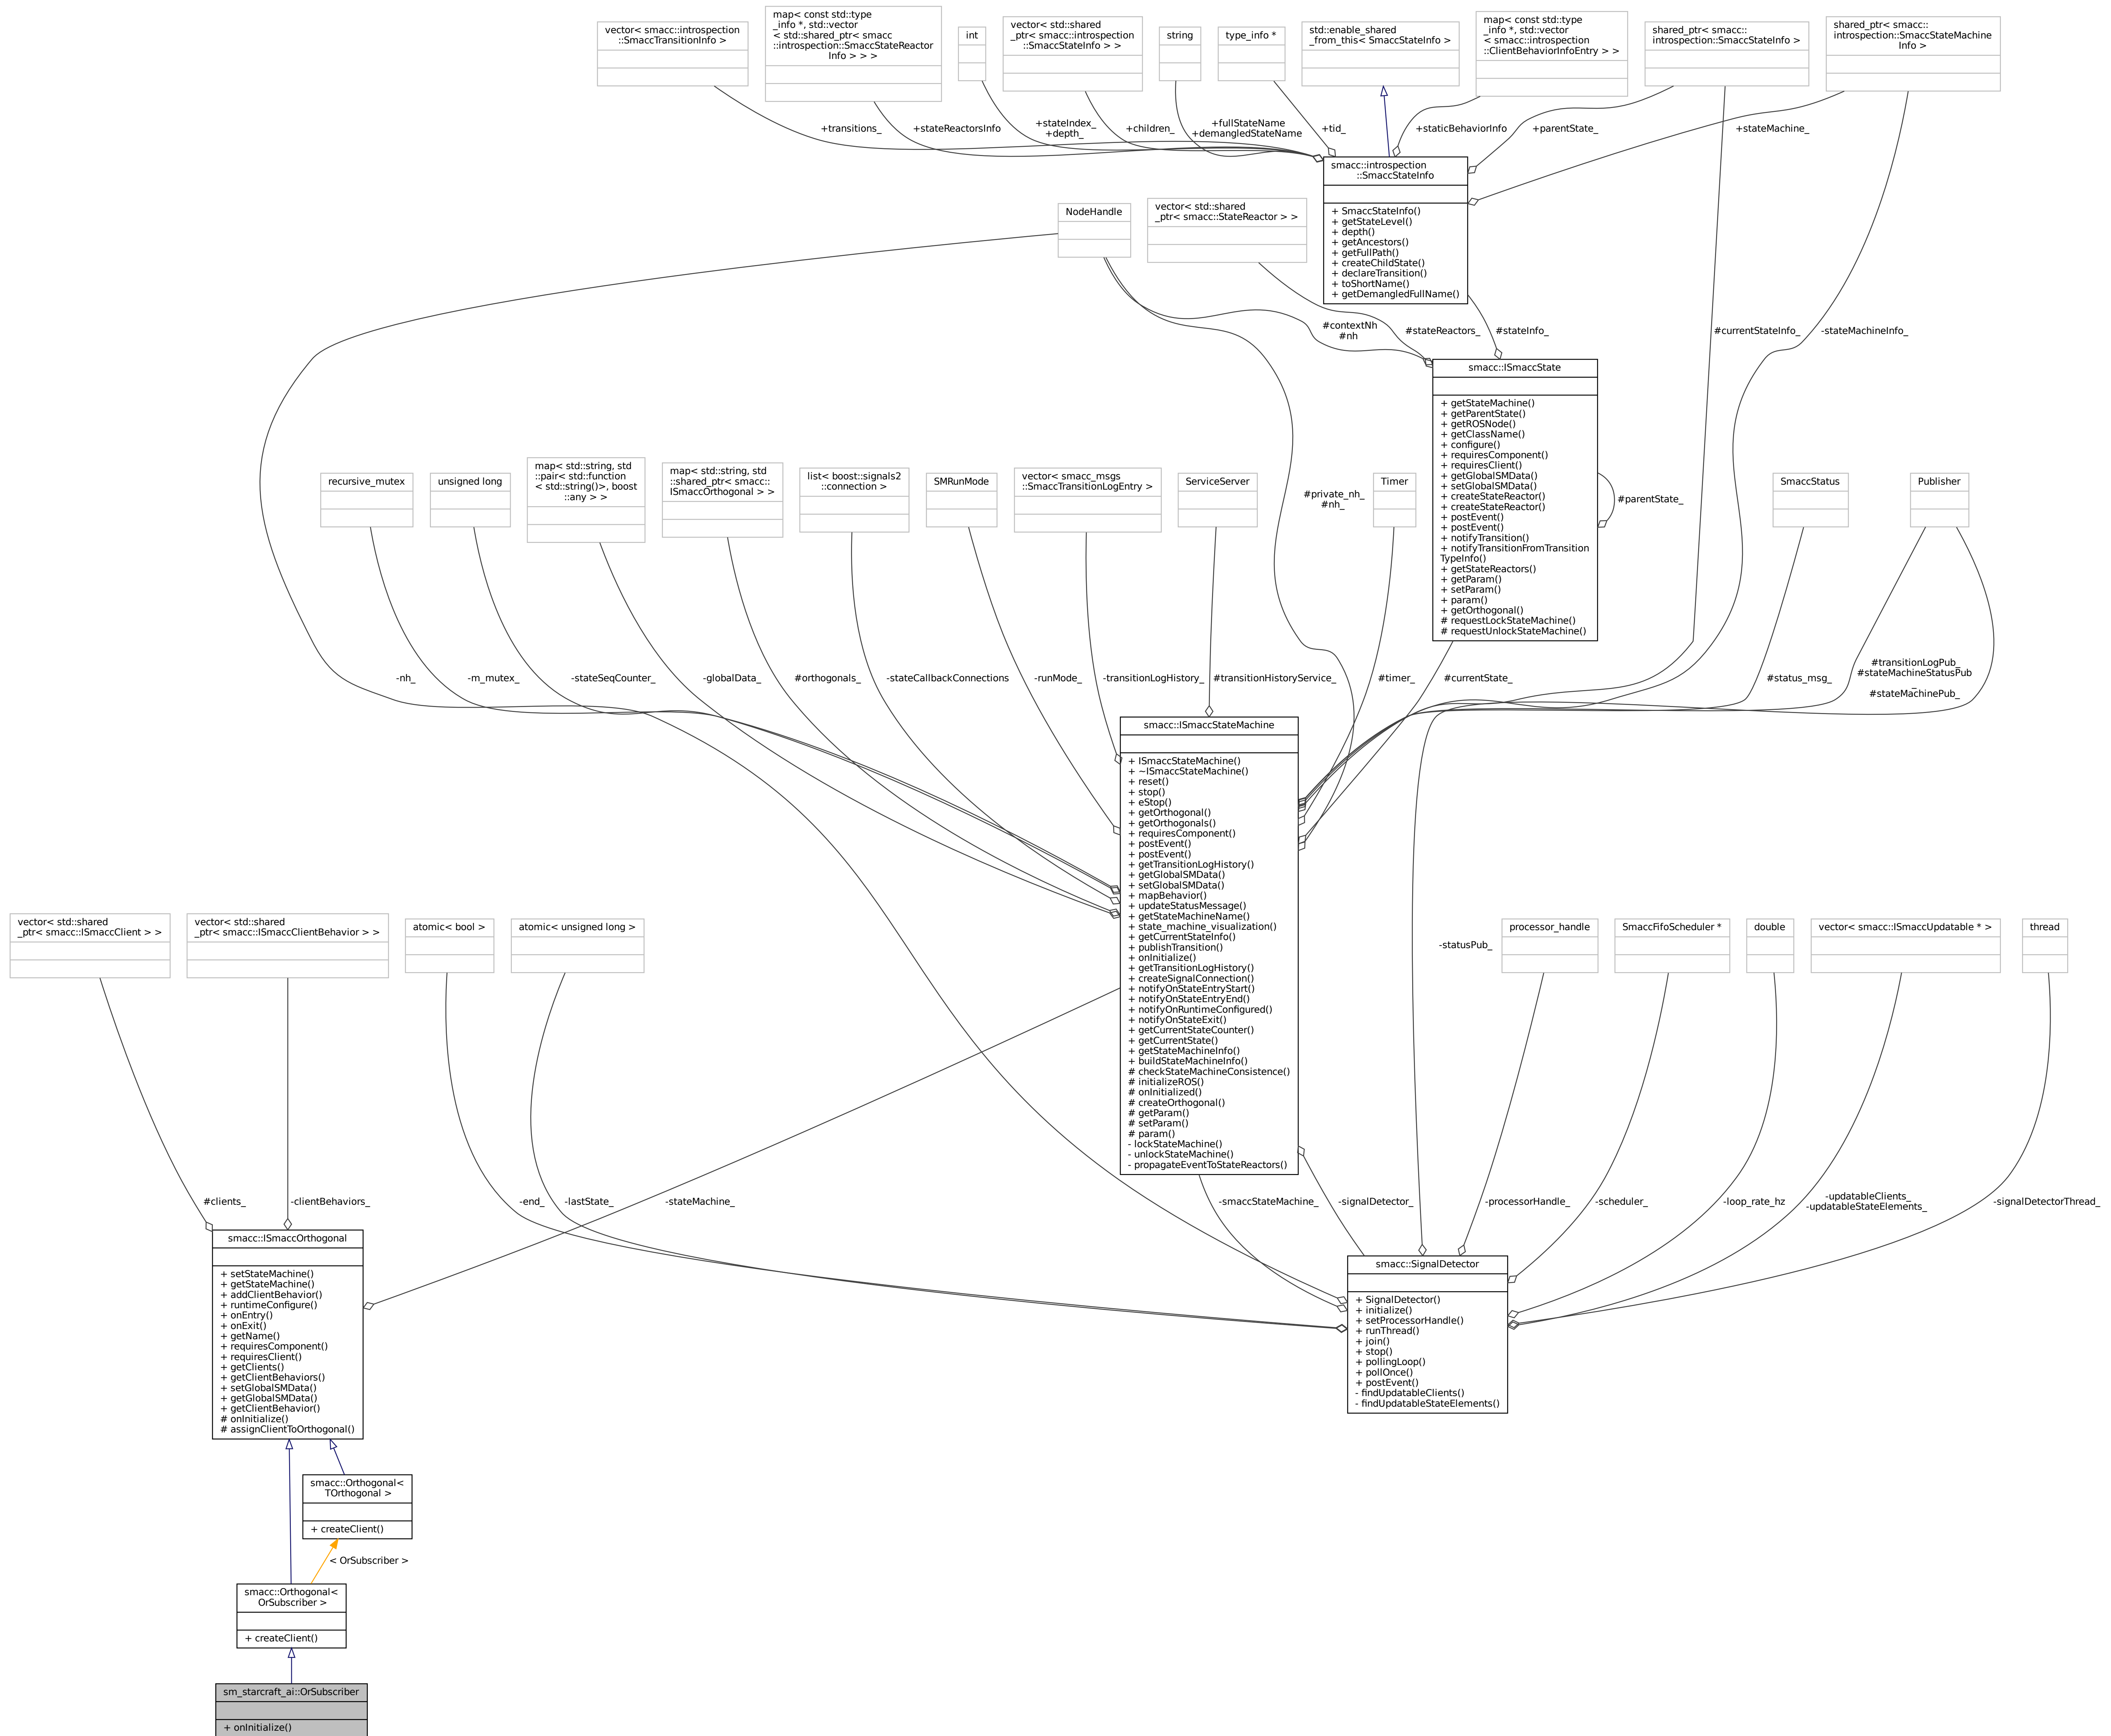 vector< smacc::introspection
::SmaccTransitionInfo >
map< const std::type
_info *, std::vector
< std::shared_ptr< smacc
::introspection::SmaccStateReactor
Info > > >
int
vector< std::shared
_ptr< smacc::introspection
::SmaccStateInfo > >
string
type_info *
std::enable_shared
_from_this< SmaccStateInfo >
map< const std::type
_info *, std::vector
< smacc::introspection
::ClientBehaviorInfoEntry > >
shared_ptr< smacc::
introspection::SmaccStateInfo >
shared_ptr< smacc::
introspection::SmaccStateMachine
Info >
+transitions_
+stateReactorsInfo
+stateIndex_
+depth_
+children_
+fullStateName
+demangledStateName
+tid_
+staticBehaviorInfo
+parentState_
+stateMachine_
smacc::introspection
::SmaccStateInfo
+ SmaccStateInfo()
+ getStateLevel()
+ depth()
+ getAncestors()
+ getFullPath()
+ createChildState()
+ declareTransition()
+ toShortName()
+ getDemangledFullName()
NodeHandle
vector< std::shared
_ptr< smacc::StateReactor > >
#contextNh
#nh
#stateReactors_
#stateInfo_
#currentStateInfo_
-stateMachineInfo_
smacc::ISmaccState
+ getStateMachine()
+ getParentState()
+ getROSNode()
+ getClassName()
+ configure()
+ requiresComponent()
+ requiresClient()
+ getGlobalSMData()
+ setGlobalSMData()
+ createStateReactor()
+ createStateReactor()
+ postEvent()
+ postEvent()
+ notifyTransition()
+ notifyTransitionFromTransition
TypeInfo()
+ getStateReactors()
+ getParam()
+ setParam()
+ param()
+ getOrthogonal()
# requestLockStateMachine()
# requestUnlockStateMachine()
#parentState_
recursive_mutex
unsigned long
map< std::string, std
::pair< std::function
< std::string()>, boost
::any > >
map< std::string, std
::shared_ptr< smacc::
ISmaccOrthogonal > >
list< boost::signals2
::connection >
SMRunMode
vector< smacc_msgs
::SmaccTransitionLogEntry >
ServiceServer
#private_nh_
#nh_
Timer
SmaccStatus
Publisher
-nh_
-m_mutex_
-stateSeqCounter_
-globalData_
#orthogonals_
-stateCallbackConnections
-runMode_
-transitionLogHistory_
#transitionHistoryService_
#timer_
#currentState_
#status_msg_
#transitionLogPub_
#stateMachineStatusPub
_
#stateMachinePub_
smacc::ISmaccStateMachine
+ ISmaccStateMachine()
+ ~ISmaccStateMachine()
+ reset()
+ stop()
+ eStop()
+ getOrthogonal()
+ getOrthogonals()
+ requiresComponent()
+ postEvent()
+ postEvent()
+ getTransitionLogHistory()
+ getGlobalSMData()
+ setGlobalSMData()
+ mapBehavior()
+ updateStatusMessage()
+ getStateMachineName()
+ state_machine_visualization()
+ getCurrentStateInfo()
+ publishTransition()
+ onInitialize()
+ getTransitionLogHistory()
+ createSignalConnection()
+ notifyOnStateEntryStart()
+ notifyOnStateEntryEnd()
+ notifyOnRuntimeConfigured()
+ notifyOnStateExit()
+ getCurrentStateCounter()
+ getCurrentState()
+ getStateMachineInfo()
+ buildStateMachineInfo()
# checkStateMachineConsistence()
# initializeROS()
# onInitialized()
# createOrthogonal()
# getParam()
# setParam()
# param()
- lockStateMachine()
- unlockStateMachine()
- propagateEventToStateReactors()
vector< std::shared
_ptr< smacc::ISmaccClient > >
vector< std::shared
_ptr< smacc::ISmaccClientBehavior > >
atomic< bool >
atomic< unsigned long >
-statusPub_
processor_handle
SmaccFifoScheduler *
double
vector< smacc::ISmaccUpdatable * >
thread
#clients_
-clientBehaviors_
-end_
-lastState_
-stateMachine_
-smaccStateMachine_
-signalDetector_
-processorHandle_
-scheduler_
-loop_rate_hz
-updatableClients_
-updatableStateElements_
-signalDetectorThread_
smacc::ISmaccOrthogonal
+ setStateMachine()
+ getStateMachine()
+ addClientBehavior()
+ runtimeConfigure()
+ onEntry()
+ onExit()
+ getName()
+ requiresComponent()
+ requiresClient()
+ getClients()
+ getClientBehaviors()
+ setGlobalSMData()
+ getGlobalSMData()
+ getClientBehavior()
# onInitialize()
# assignClientToOrthogonal()
smacc::SignalDetector
+ SignalDetector()
+ initialize()
+ setProcessorHandle()
+ runThread()
+ join()
+ stop()
+ pollingLoop()
+ pollOnce()
+ postEvent()
- findUpdatableClients()
- findUpdatableStateElements()
smacc::Orthogonal<
TOrthogonal >
+ createClient()
< OrSubscriber >
smacc::Orthogonal<
OrSubscriber >
+ createClient()
sm_starcraft_ai::OrSubscriber
+ onInitialize()